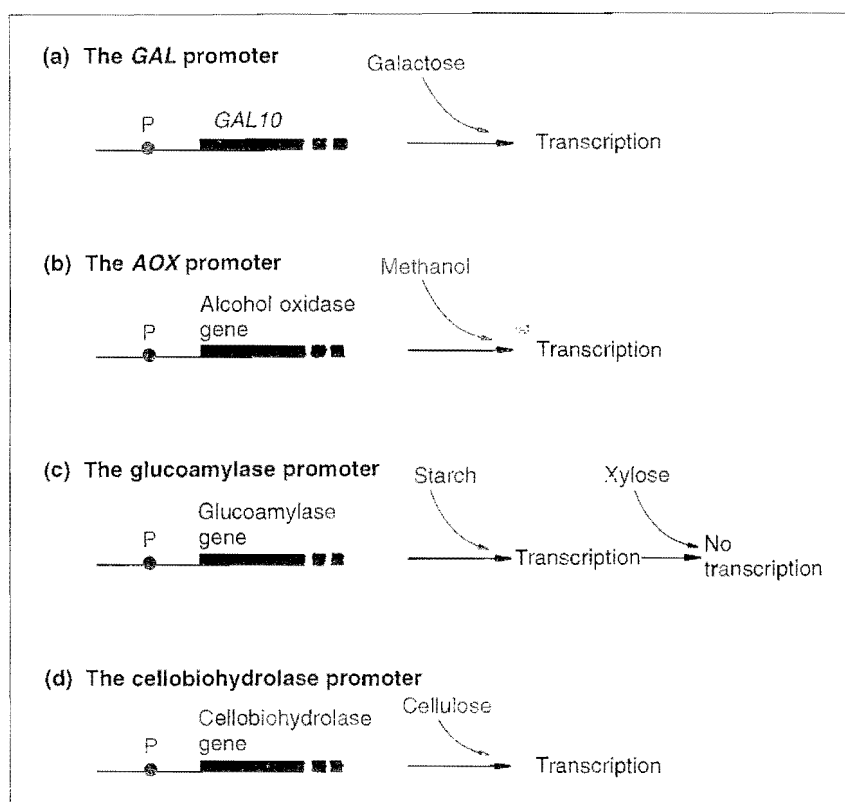 (a) The GAL promoter
Galactose
P
GAL10
Transcription
(b) The AOX promoter
Methanol
Alcohol oxidase
gene
P
Transcription
(c) The glucoamylase promoter
Starch
Xylose
Glucoamylase
gene
P
Transcription
No
transcription
(d) The cellobiohydrolase promoter
Cellobiohydrolase
gene
Cellulose
P
Transcription